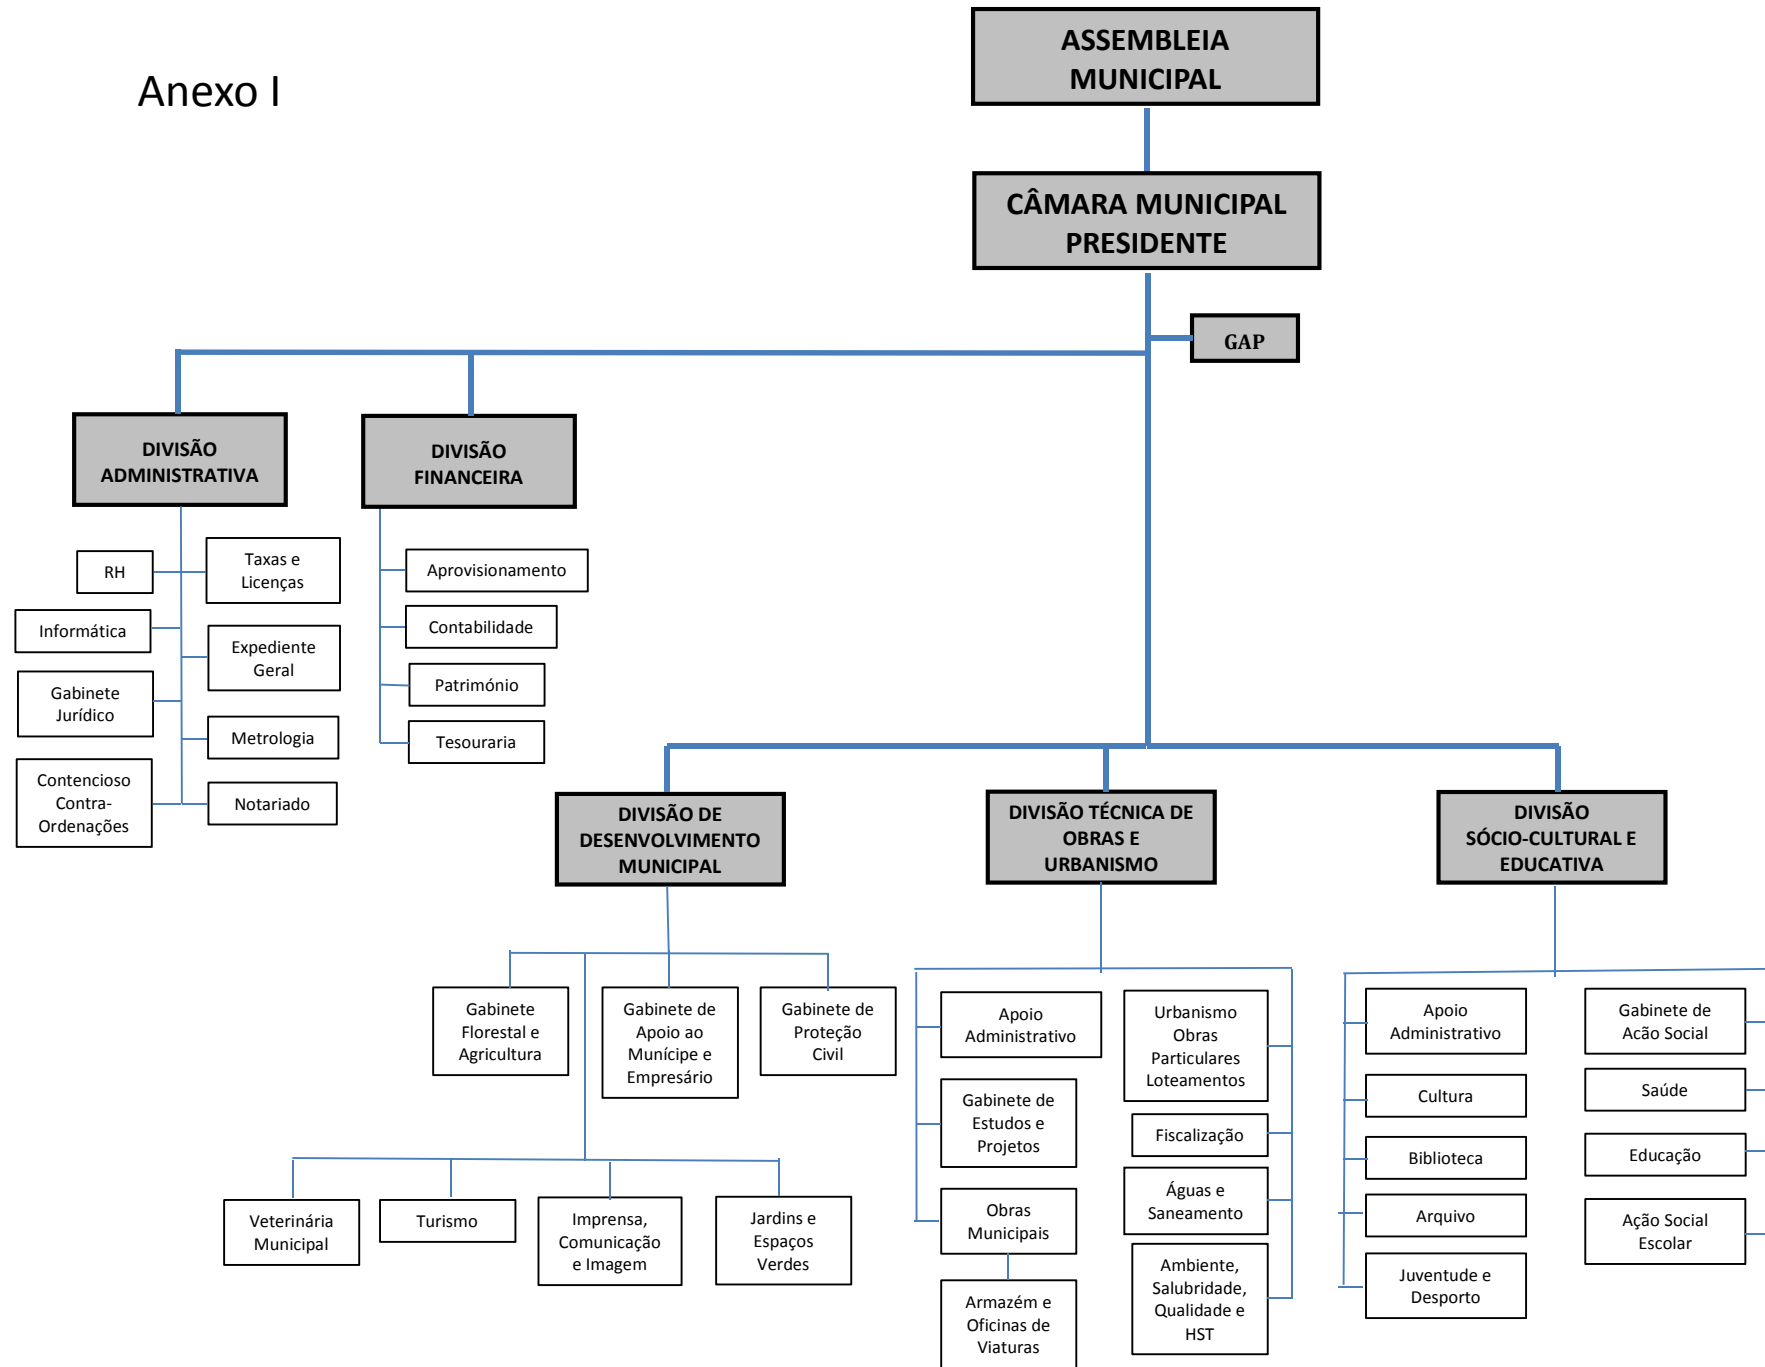 Anexo I
ASSEMBLEIA
MUNICIPAL
CÂMARA MUNICIPAL
PRESIDENTE
GAP
DIVISÃO
ADMINISTRATIVA
DIVISÃO
FINANCEIRA
RH
Taxas e
Licenças
Informática
Expediente
Geral
Gabinete
Jurídico
Metrologia
Contencioso
Contra-
Ordenações
Notariado
Aprovisionamento
Contabilidade
Património
Tesouraria
DIVISÃO DE
DESENVOLVIMENTO
MUNICIPAL
DIVISÃO TÉCNICA DE
OBRAS E
URBANISMO
DIVISÃO
SÓCIO-CULTURAL E
EDUCATIVA
Gabinete
Florestal e
Agricultura
Gabinete de
Apoio ao
Munícipe e
Empresário
Gabinete de
Proteção
Civil
Veterinária
Municipal
Turismo
Imprensa,
Comunicação
e Imagem
Jardins e
Espaços
Verdes
Apoio
Administrativo
Gabinete de
Estudos e
Projetos
Obras
Municipais
Armazém e
Oficinas de
Viaturas
Urbanismo
Obras
Particulares
Loteamentos
Fiscalização
Águas e
Saneamento
Ambiente,
Salubridade,
Qualidade e
HST
Apoio
Administrativo
Cultura
Biblioteca
Arquivo
Juventude e
Desporto
Gabinete de
Acão Social
Saúde
Educação
Ação Social
Escolar